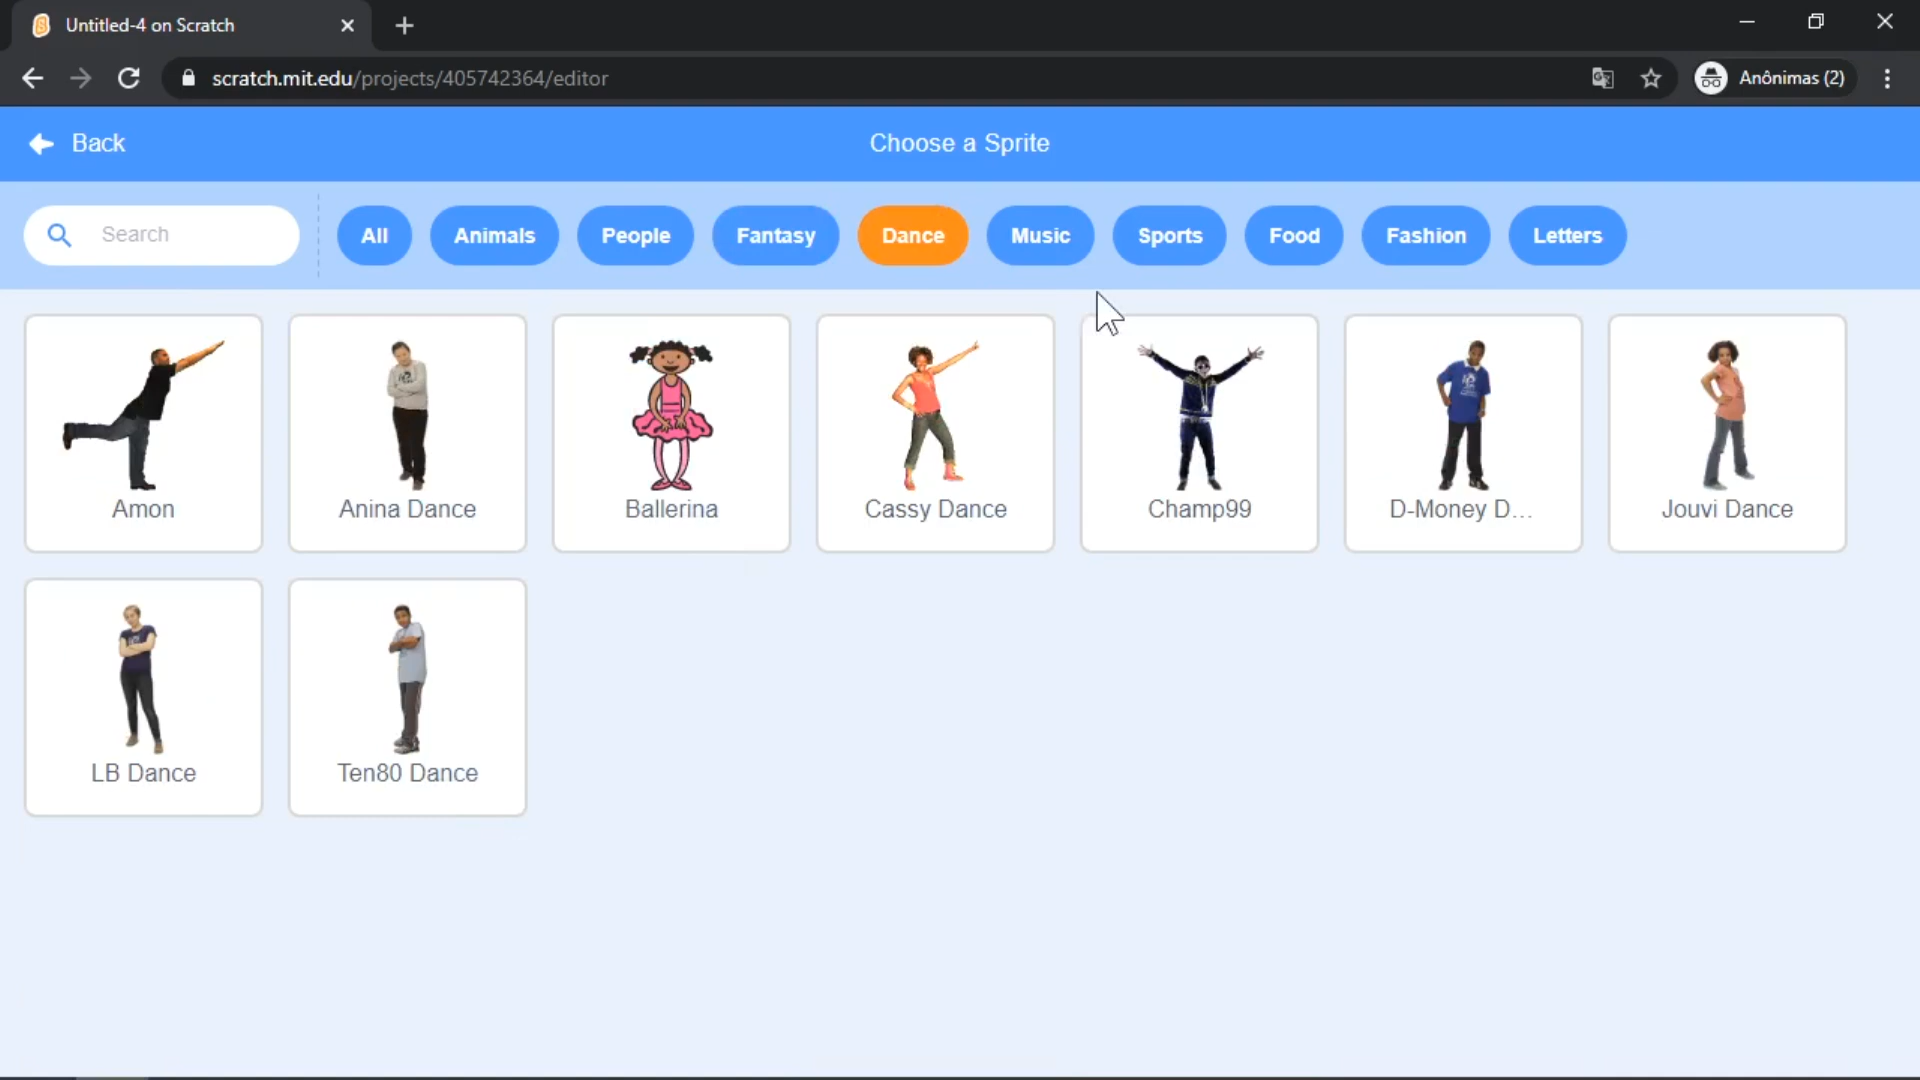 Untitled-4 on Scratch
scratch.mit.edu/projects/405742364/editor
Anônimas (2)
Back
Choose a Sprite
Search
All
Animals
People
Fantasy
Dance
Music
Sports
Food
Fashion
Letters
Amon
Anina Dance
Ballerina
Cassy Dance
Champ99
D-Money D...
Jouvi Dance
LB Dance
Ten80 Dance